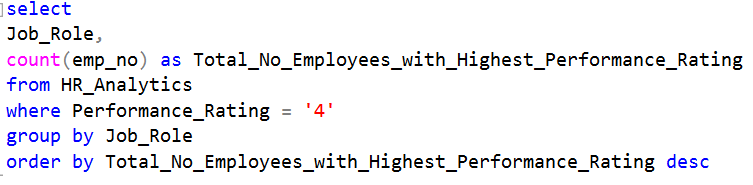 select
Job_Role,
count(emp_no) as Total_No_Employees_with_Highest_Performance_Rating
from HR_Analytics
where Performance_Rating = '4'
group by Job_Role
order by Total_No_Employees_with_Highest_Performance_Rating desc